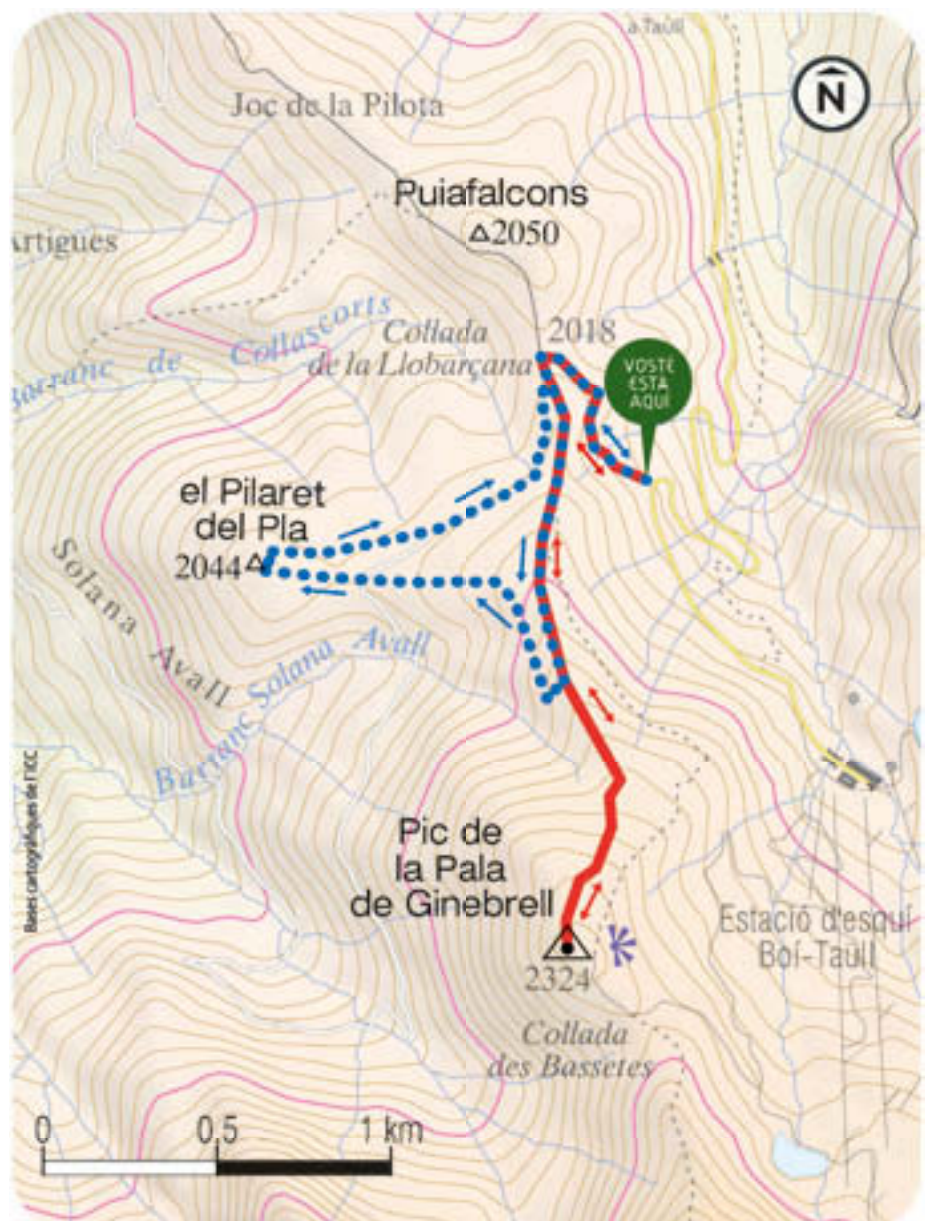 a Taüll
N
Joc de la Pilota
Puiafalcons
2050
Artigues
Barranc de Collascorts
Collada
de la Llobarçana
2018
VOSTÈ
ESTÀ
AQUÍ
el Pilaret
del Pla
2044
Solana Avall
Barranc Solana Avall
Bases cartogràfiques de l'ICC
Pic de
la Pala
de Ginebrell
2324
Estació d'esquí
Boí-Taüll
Collada
des Bassetes
0 0,5 1 km